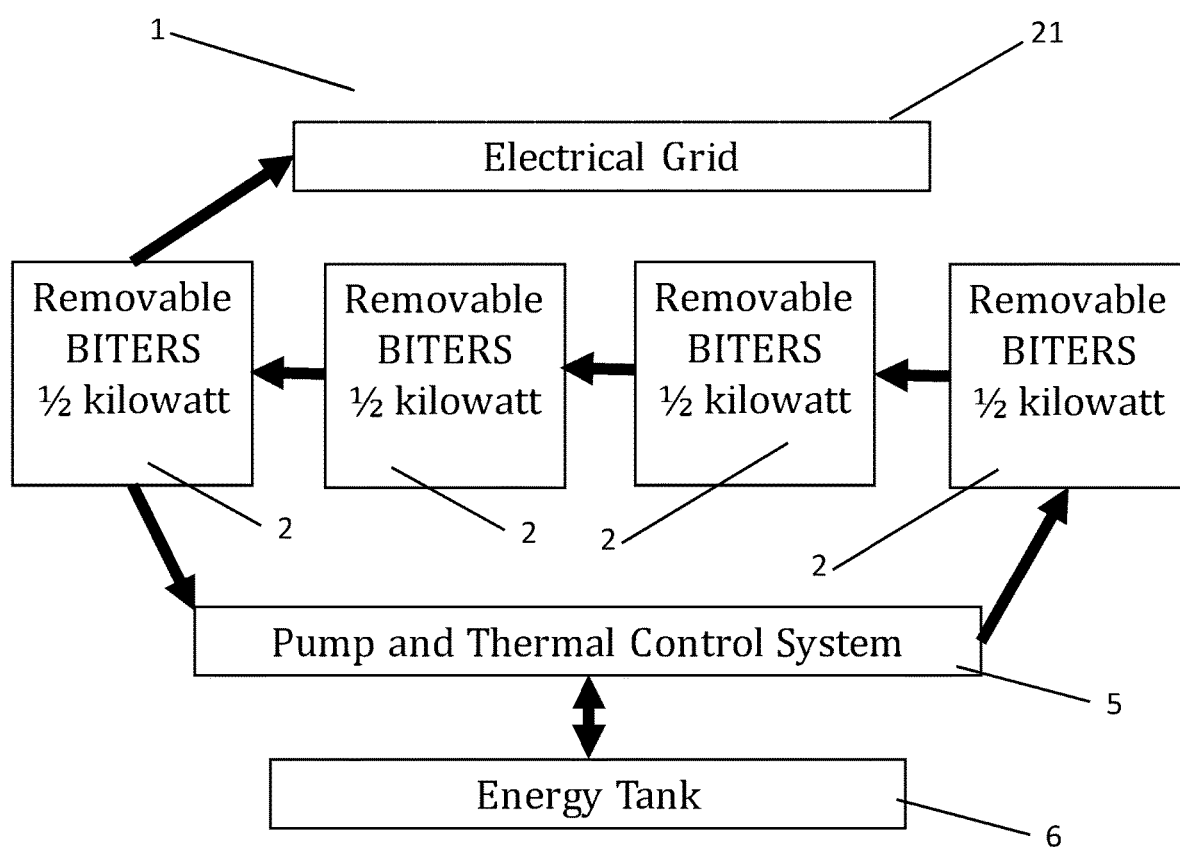 1
21
Electrical Grid
Removable
BITERS
½ kilowatt
Removable
BITERS
½ kilowatt
Removable
BITERS
½ kilowatt
Removable
BITERS
½ kilowatt
2
2
2
2
Pump and Thermal Control System
5
Energy Tank
6